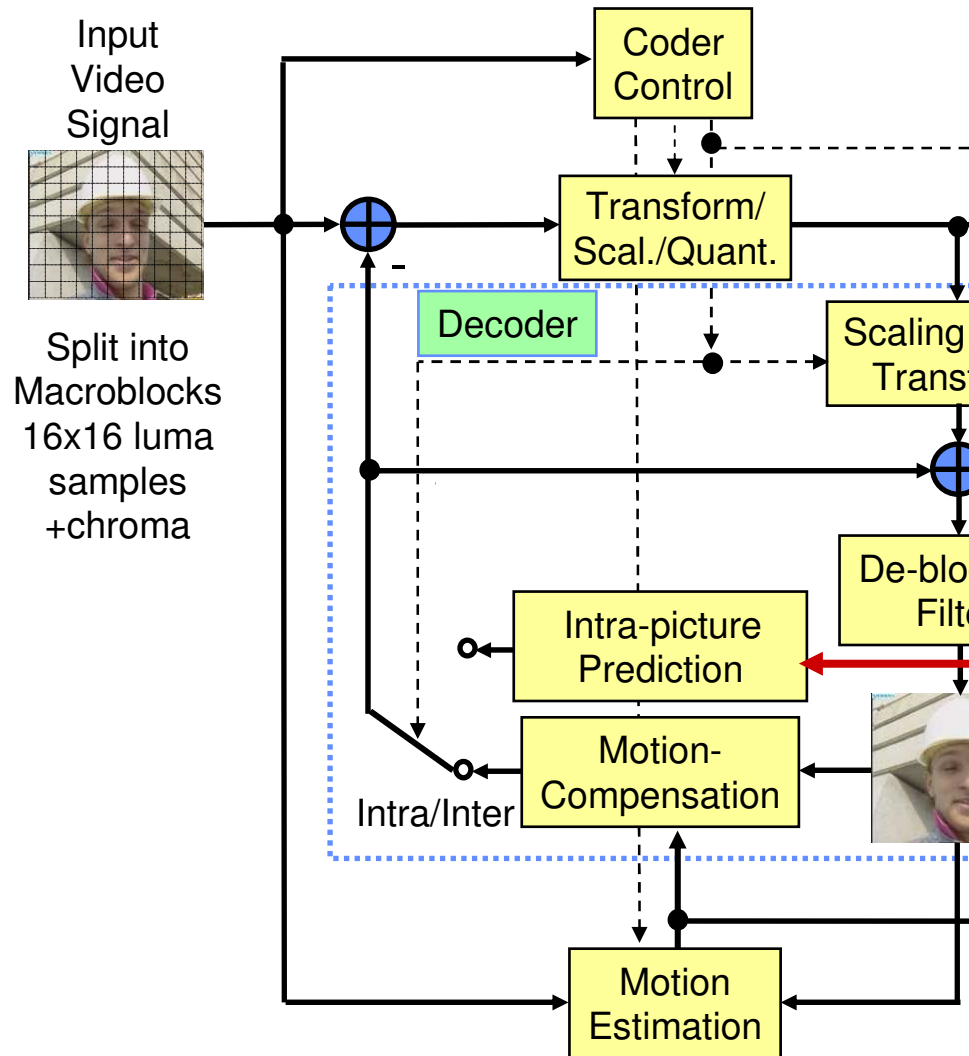 Input
Video
Signal
Coder
Control
Transform/
Scal./Quant.
-
Decoder
Scaling
Split into
Macroblocks
16x16 luma
samples
+chroma
Intra-picture
Prediction
Motion-
Compensation
Intra/Inter
Motion
Estimation